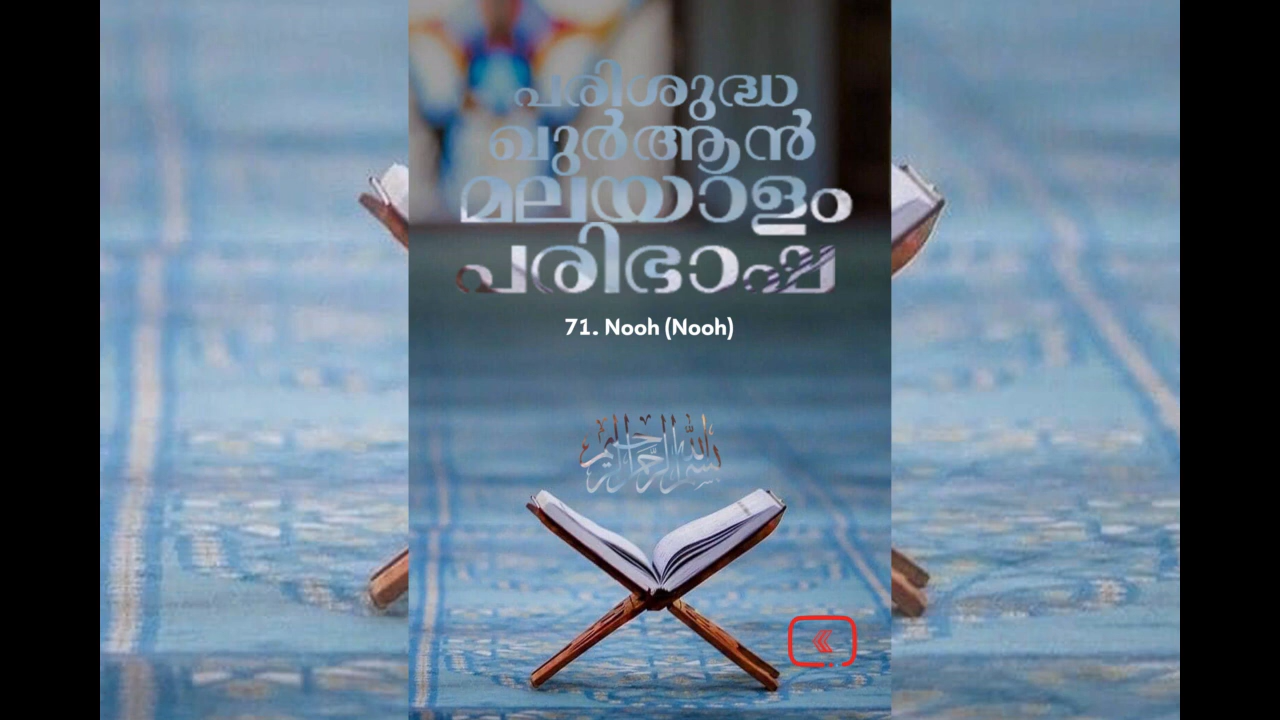 പരിശുദ്ധ
ഖുർആൻ
മലയാളം
പരിഭാഷ
71. Nooh (Nooh)
بسم الله الرحمن الرحيم